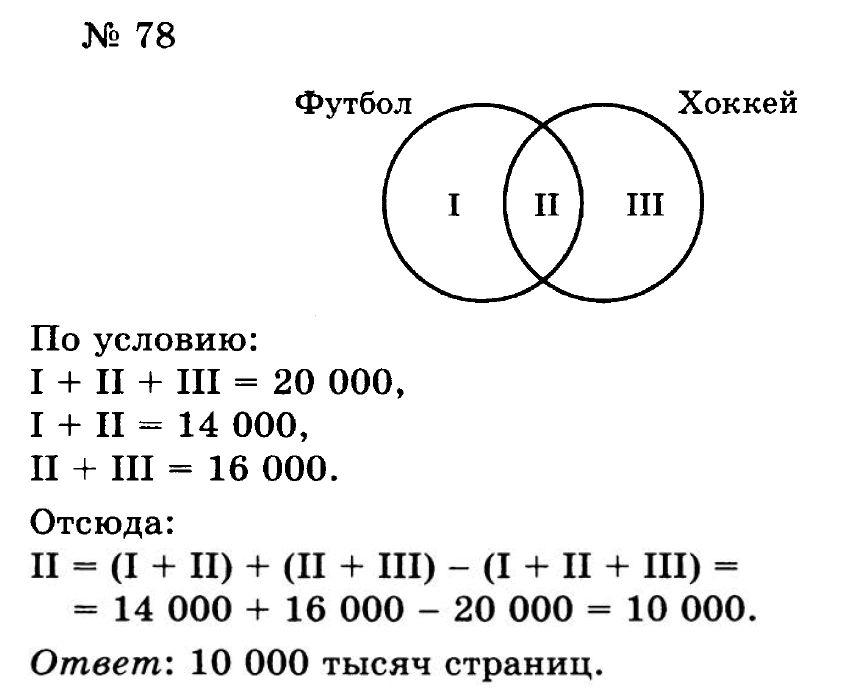 № 78
Футбол
Хоккей
I
II
III
По условию:
I + II + III = 20 000,
I + II = 14 000,
II + III = 16 000.
Отсюда:
II = (I + II) + (II + III) – (I + II + III) =
= 14 000 + 16 000 – 20 000 = 10 000.
Ответ: 10 000 тысяч страниц.